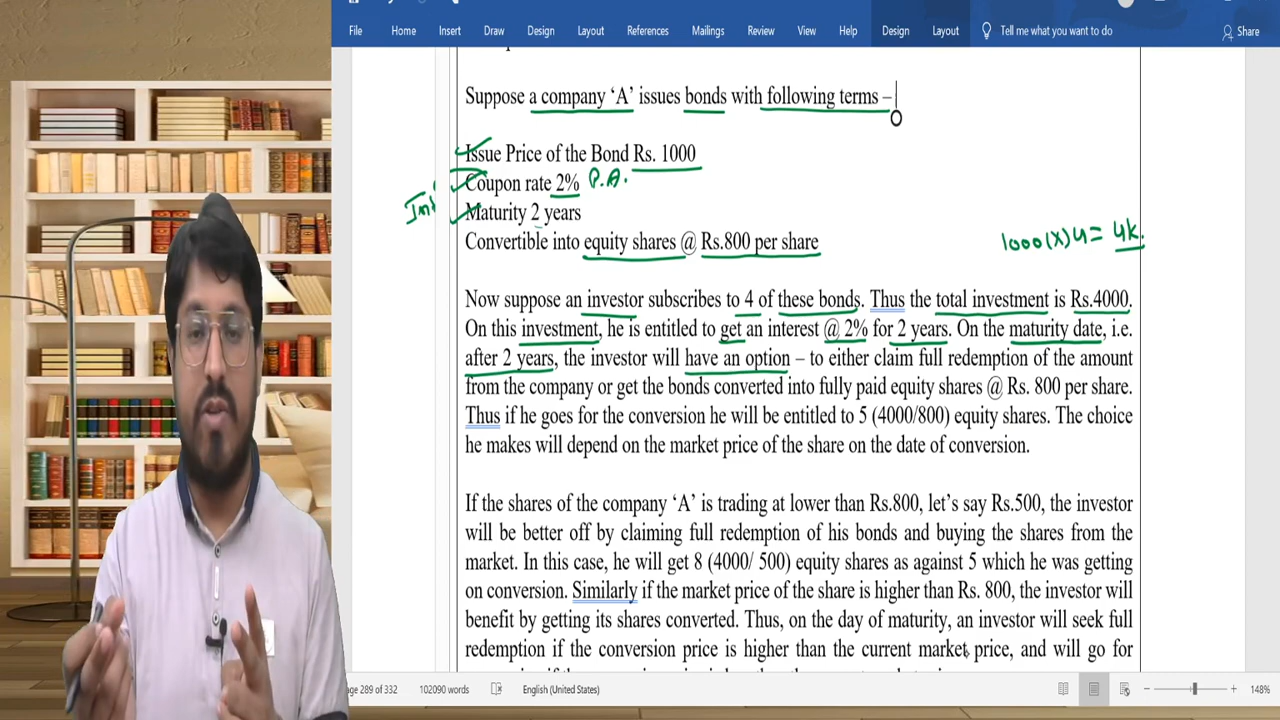 File Home Insert Draw Design Layout References Mailings Review View Help Design Layout Tell me what you want to do Share
Suppose a company ‘A’ issues bonds with following terms –
Issue Price of the Bond Rs. 1000
Coupon rate 2% P.A.
Int
Maturity 2 years
Convertible into equity shares @ Rs.800 per share
1000(X)4= 4k.
Now suppose an investor subscribes to 4 of these bonds. Thus the total investment is Rs.4000.
On this investment, he is entitled to get an interest @ 2% for 2 years. On the maturity date, i.e.
after 2 years, the investor will have an option – to either claim full redemption of the amount
from the company or get the bonds converted into fully paid equity shares @ Rs. 800 per share.
Thus if he goes for the conversion he will be entitled to 5 (4000/800) equity shares. The choice
he makes will depend on the market price of the share on the date of conversion.
If the shares of the company ‘A’ is trading at lower than Rs.800, let’s say Rs.500, the investor
will be better off by claiming full redemption of his bonds and buying the shares from the
market. In this case, he will get 8 (4000/ 500) equity shares as against 5 which he was getting
on conversion. Similarly if the market price of the share is higher than Rs. 800, the investor will
benefit by getting its shares converted. Thus, on the day of maturity, an investor will seek full
redemption if the conversion price is higher than the current market price, and will go for
age 289 of 332 102090 words English (United States) 148%